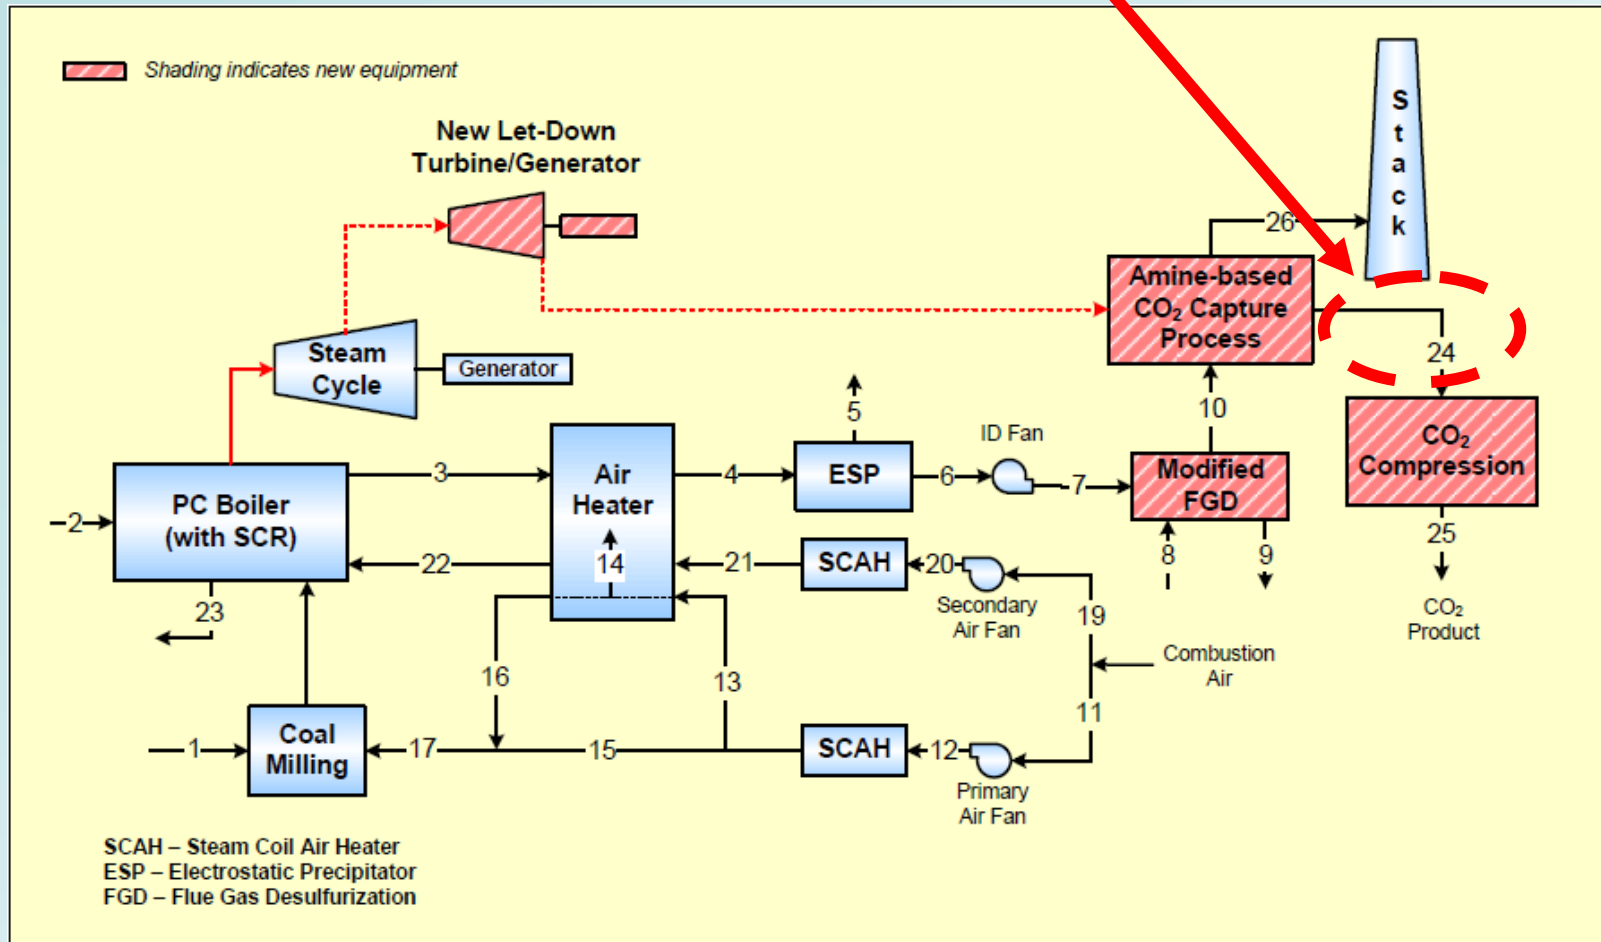 Shading indicates new equipment
New Let-Down
Turbine/Generator
S
t
a
c
k
26
Amine-based
CO₂ Capture
Process
24
Steam
Cycle
Generator
10
5
ID Fan
CO₂
Compression
3
Air
Heater
4
ESP
6
7
Modified
FGD
PC Boiler
(with SCR)
2
25
22
14
21
SCAH
20
8
9
23
Secondary
Air Fan
19
CO₂
Product
16
13
Combustion
Air
11
1
Coal
Milling
17
15
SCAH
12
Primary
Air Fan
SCAH – Steam Coil Air Heater
ESP – Electrostatic Precipitator
FGD – Flue Gas Desulfurization